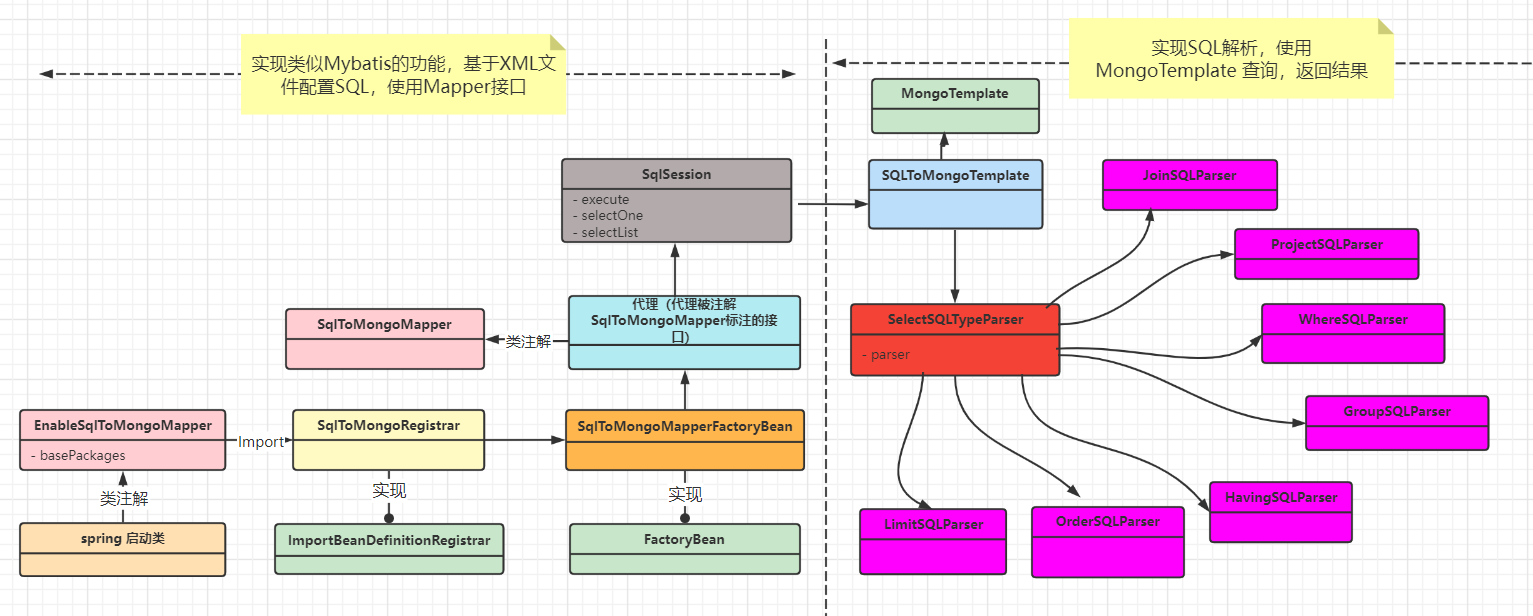 实现类似Mybatis的功能，基于XML文
件配置SQL，使用Mapper接口
实现SQL解析，使用
MongoTemplate 查询，返回结果
MongoTemplate
SqlSession
- execute
- selectOne
- selectList
SQLToMongoTemplate
JoinSQLParser
ProjectSQLParser
SqlToMongoMapper
类注解
代理（代理被注解
SqlToMongoMapper标注的接
口）
SelectSQLTypeParser
- parser
WhereSQLParser
GroupSQLParser
EnableSqlToMongoMapper
- basePackages
Import
SqlToMongoRegistrar
SqlToMongoMapperFactoryBean
类注解
实现
实现
HavingSQLParser
spring 启动类
ImportBeanDefinitionRegistrar
FactoryBean
LimitSQLParser
OrderSQLParser